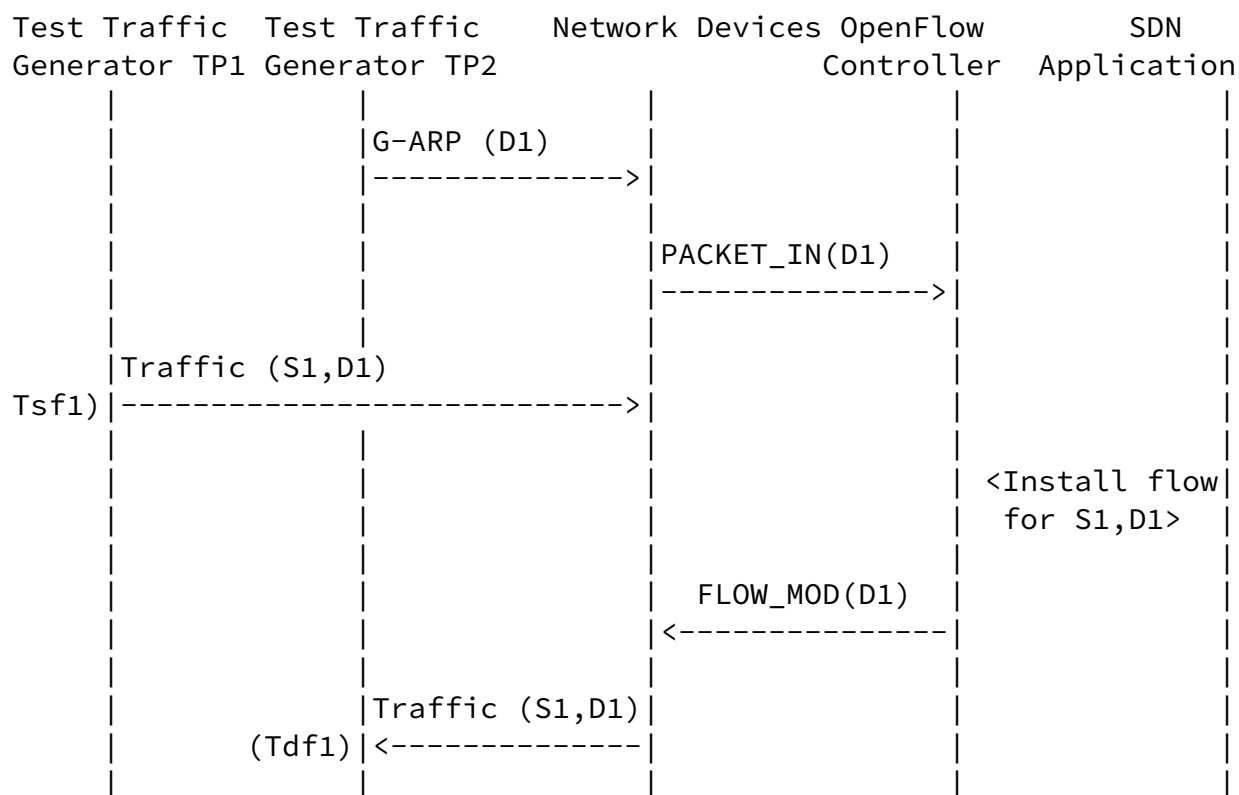 Test Traffic Test Traffic Network Devices OpenFlow SDN
Generator TP1 Generator TP2 Controller Application
G-ARP (D1)
PACKET_IN(D1)
Traffic (S1,D1)
Tsf1)
<Install flow
for S1,D1>
FLOW_MOD(D1)
Traffic (S1,D1)
(Tdf1)